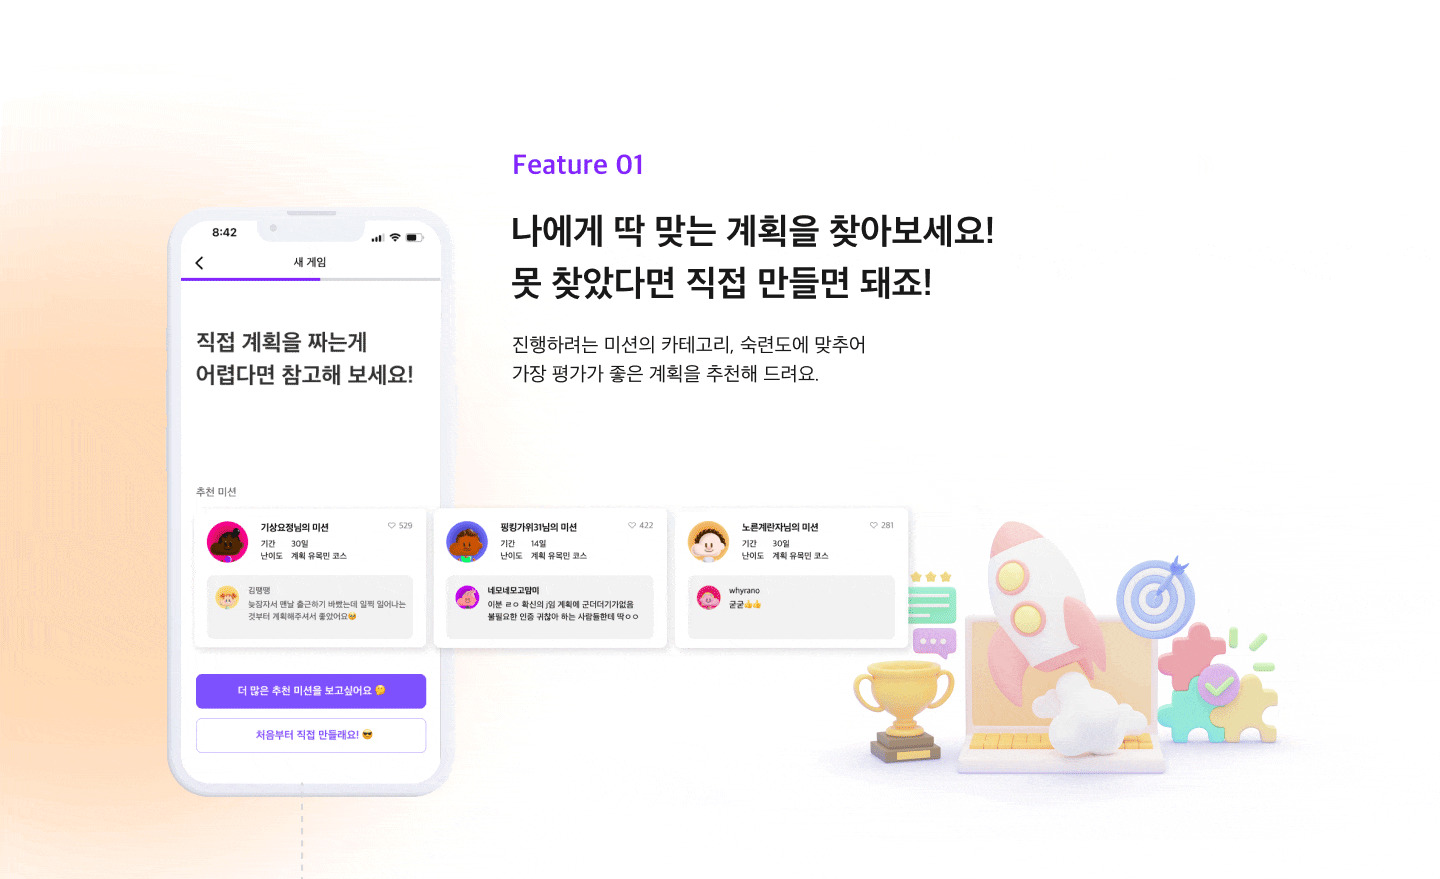 Feature 01
나에게 딱 맞는 계획을 찾아보세요!
못 찾았다면 직접 만들면 돼죠!
진행하려는 미션의 카테고리, 숙련도에 맞추어
가장 평가가 좋은 계획을 추천해 드려요.
8:42
새 게임
직접 계획을 짜는게
어렵다면 참고해 보세요!
추천 미션
기상요정님의 미션
529
기간 30일
난이도 계획 유목민 코스
김땡땡
늦잠자서 맨날 출근하기 바빴는데 일찍 일어나는
것부터 계획해주셔서 좋았어요🥺
핑킹가위31님의 미션
422
기간 14일
난이도 계획 유목민 코스
네모네모고먐미
이분 ㄹㅇ 확신의 j임 계획에 군더더기가없음
불필요한 인증 귀찮아 하는 사람들한테 딱ㅇㅇ
노른계란자님의 미션
281
기간 30일
난이도 계획 유목민 코스
whyrano
굳굳👍👍
더 많은 추천 미션을 보고싶어요 🤔
처음부터 직접 만들래요! 😎